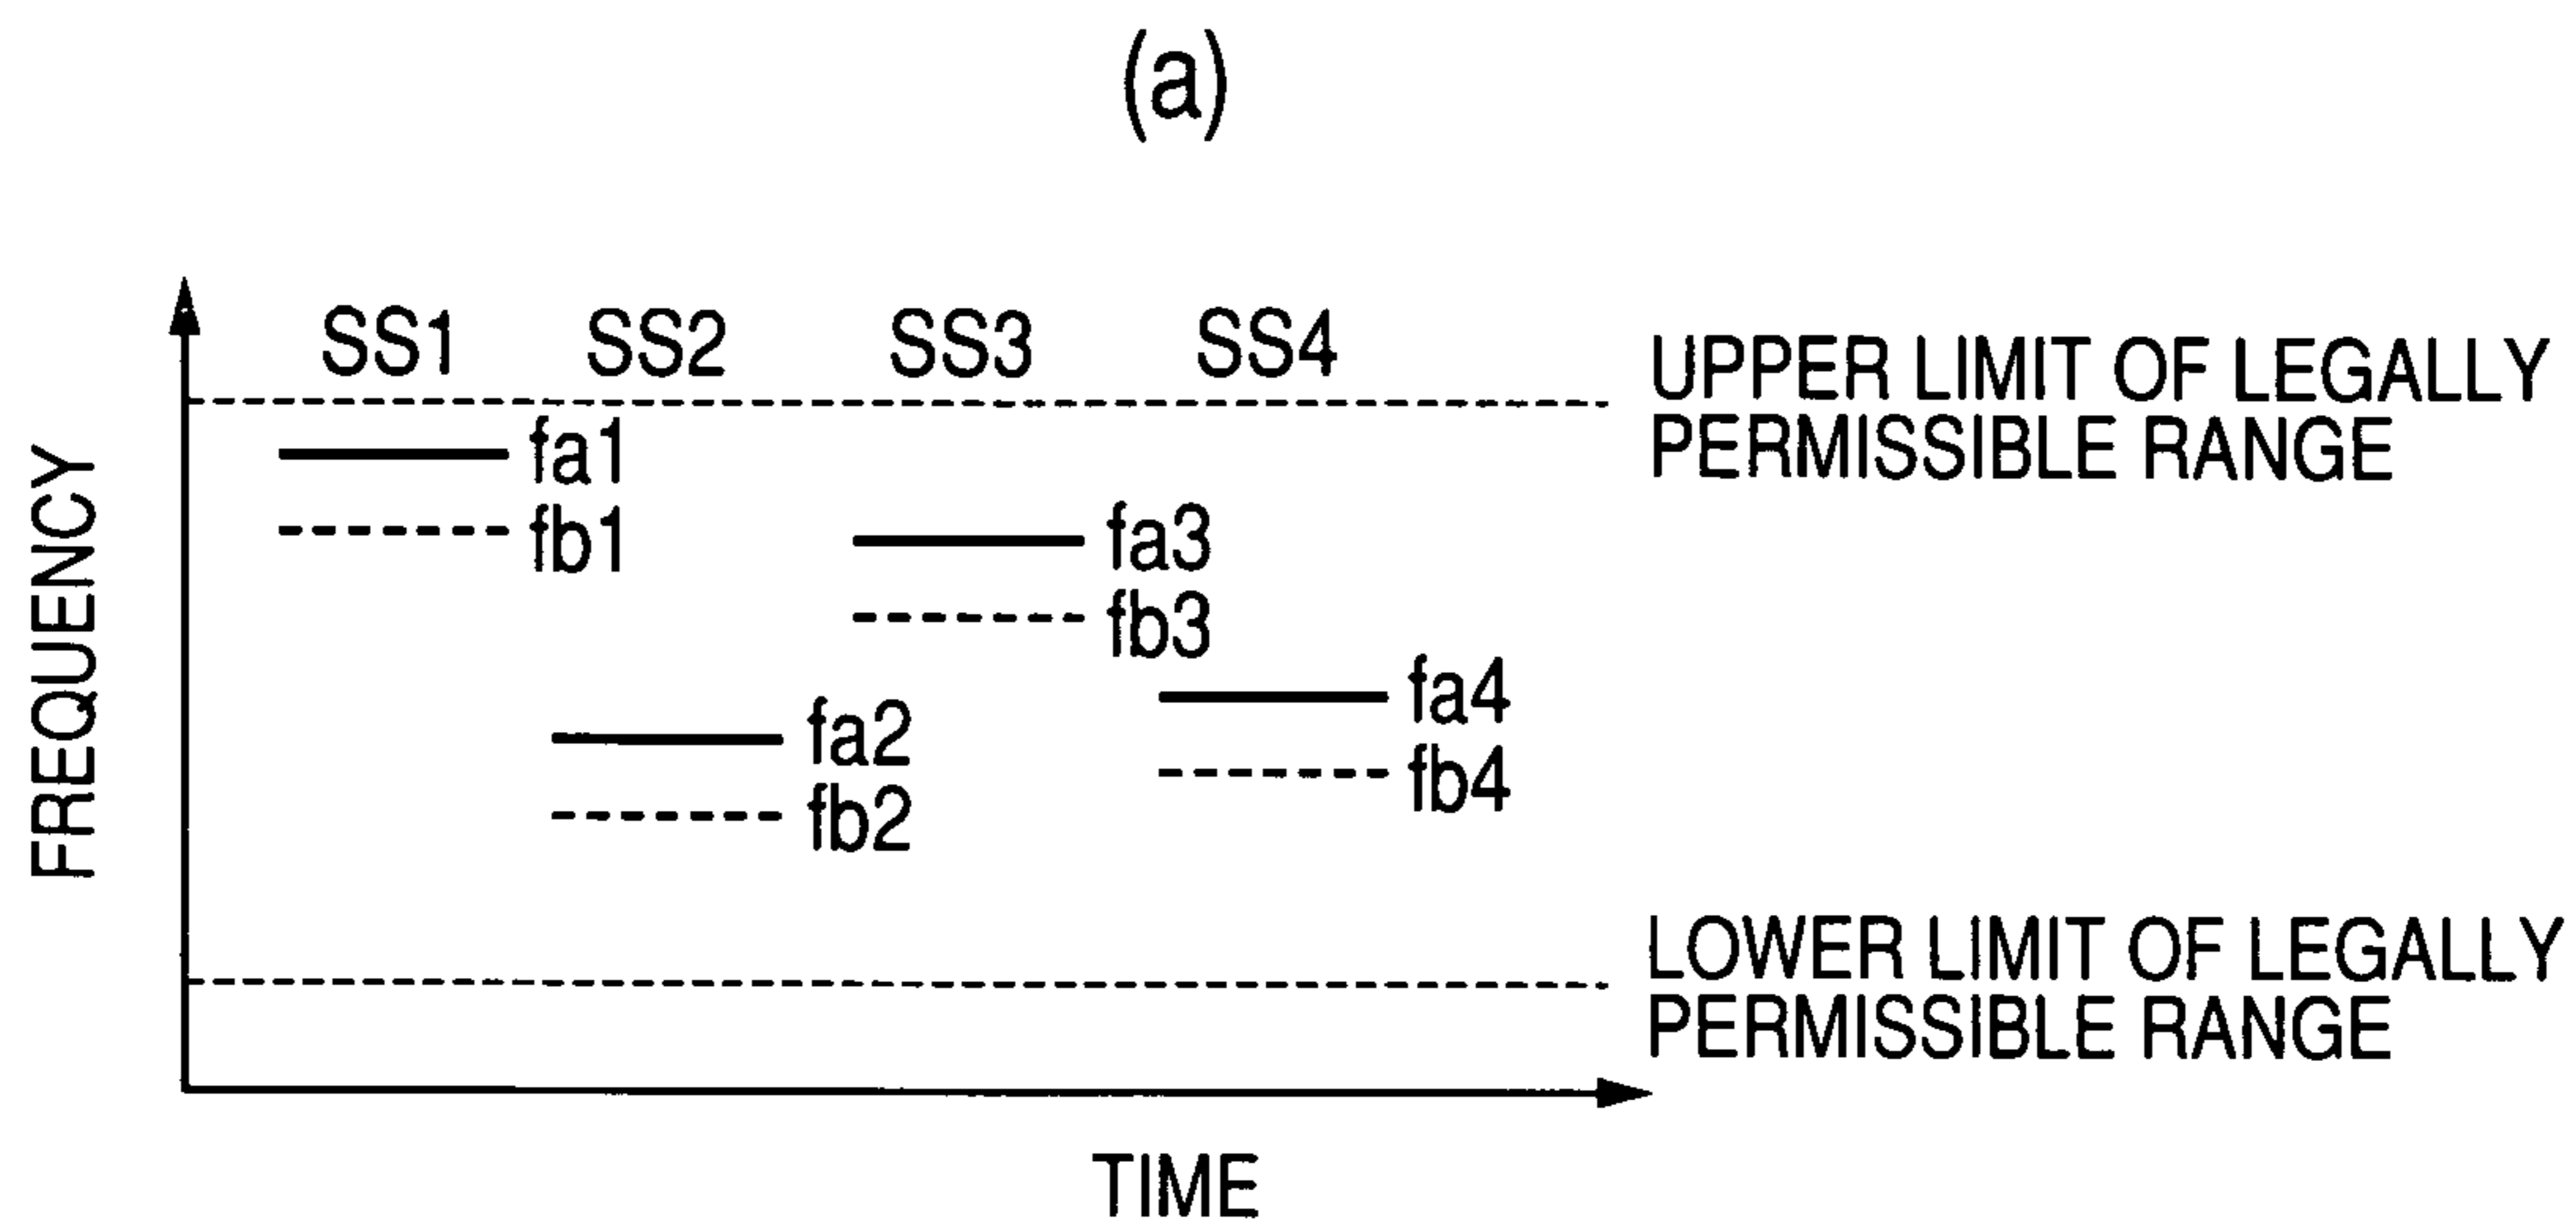 (a)
SS1 SS2 SS3 SS4
UPPER LIMIT OF LEGALLY
PERMISSIBLE RANGE
fa1
fb1
fa3
fb3
fa4
fa2
fb4
fb2
FREQUENCY
LOWER LIMIT OF LEGALLY
PERMISSIBLE RANGE
TIME